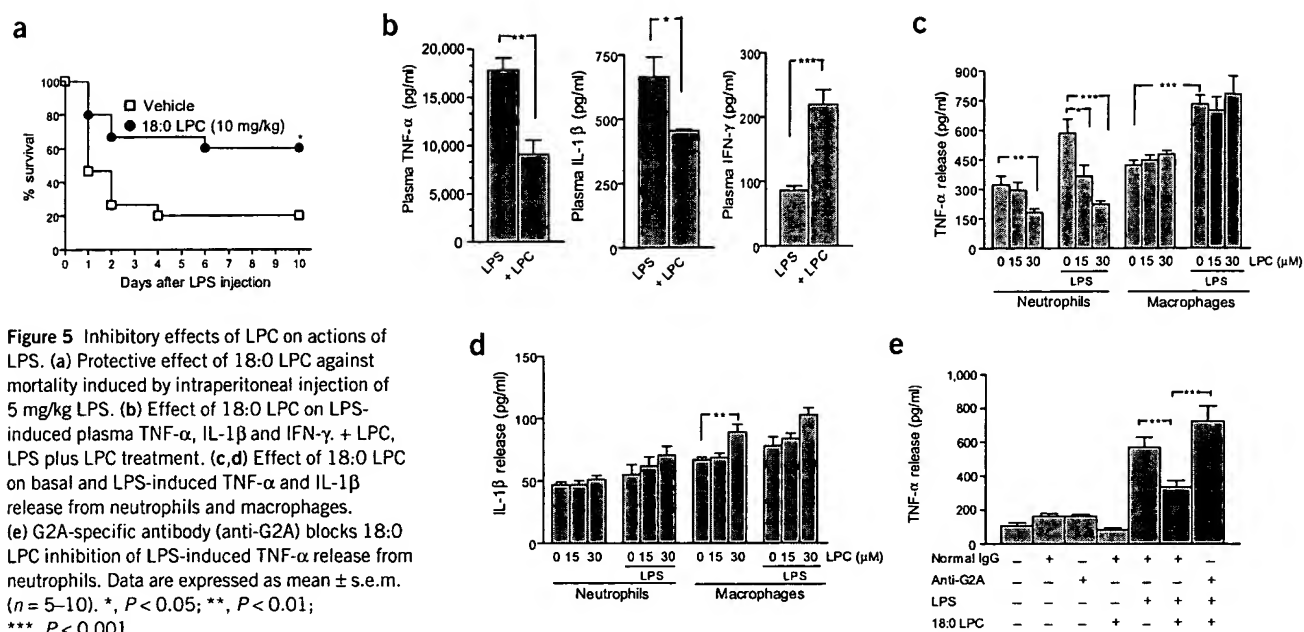 a
100
80
60
40
20
0
% survival
Vehicle
18:0 LPC (10 mg/kg)
*
0 1 2 3 4 5 6 7 8 9 10
Days after LPS injection
b
**
20,000
17,000
15,000
10,000
5,000
0
Plasma TNF-α (pg/ml)
LPS
+ LPC
*
750
500
250
0
Plasma IL-1β (pg/ml)
LPS
+ LPC
***
300
200
100
0
Plasma IFN-γ (pg/ml)
LPS
+ LPC
c
900
750
600
450
300
150
0
TNF-α release (pg/ml)
**
***
***
0 15 30 0 15 30 0 15 30 0 15 30 LPC (μM)
LPS LPS
Neutrophils Macrophages
Figure 5 Inhibitory effects of LPC on actions of
LPS. (a) Protective effect of 18:0 LPC against
mortality induced by intraperitoneal injection of
5 mg/kg LPS. (b) Effect of 18:0 LPC on LPS-
induced plasma TNF-α, IL-1β and IFN-γ. + LPC,
LPS plus LPC treatment. (c,d) Effect of 18:0 LPC
on basal and LPS-induced TNF-α and IL-1β
release from neutrophils and macrophages.
(e) G2A-specific antibody (anti-G2A) blocks 18:0
LPC inhibition of LPS-induced TNF-α release from
neutrophils. Data are expressed as mean ± s.e.m.
(n = 5–10). *, P < 0.05; **, P < 0.01;
***, P < 0.001.
d
150
100
50
0
IL-1β release (pg/ml)
**
0 15 30 0 15 30 0 15 30 0 15 30 LPC (μM)
LPS LPS
Neutrophils Macrophages
e
1,000
800
600
400
200
0
TNF-α release (pg/ml)
***
***
Normal IgG – + – + + + –
Anti-G2A – – + – – – +
LPS – – – – + + +
18:0 LPC – – – + – + +